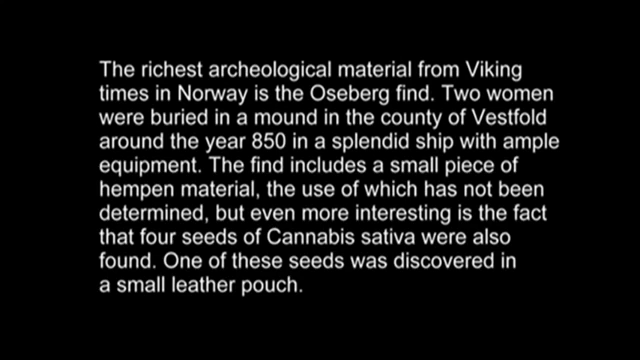 The richest archeological material from Viking
times in Norway is the Oseberg find. Two women
were buried in a mound in the county of Vestfold
around the year 850 in a splendid ship with ample
equipment. The find includes a small piece of
hempen material, the use of which has not been
determined, but even more interesting is the fact
that four seeds of Cannabis sativa were also
found. One of these seeds was discovered in
a small leather pouch.